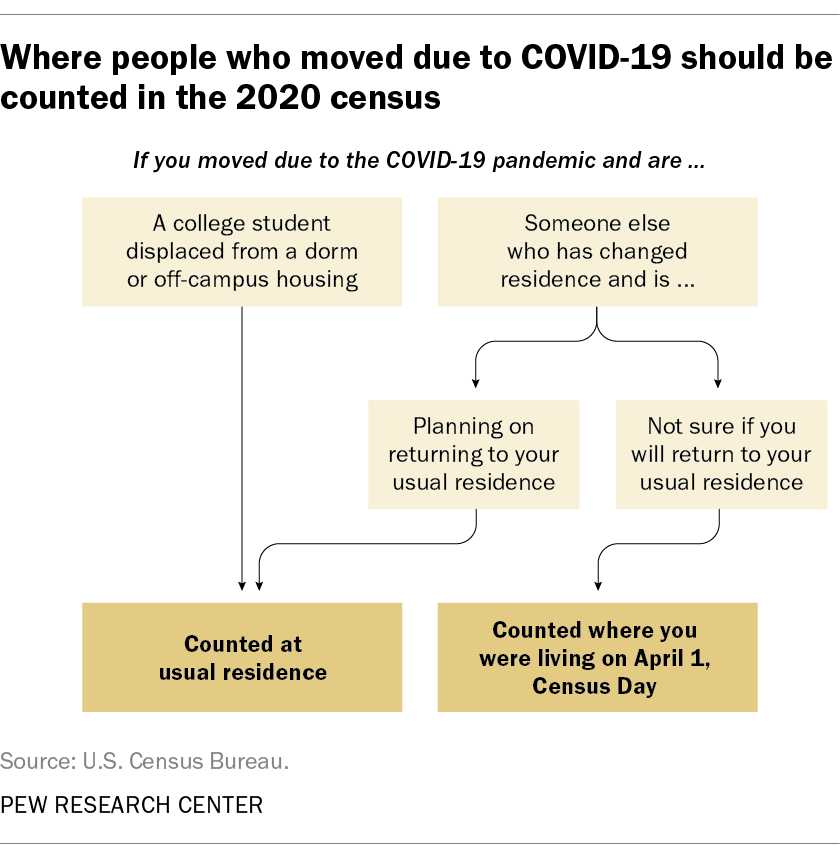 Where people who moved due to COVID-19 should be
counted in the 2020 census
If you moved due to the COVID-19 pandemic and are ...
A college student
displaced from a dorm
or off-campus housing
Someone else
who has changed
residence and is ...
Planning on
returning to your
usual residence
Not sure if you
will return to your
usual residence
Counted at
usual residence
Counted where you
were living on April 1,
Census Day
Source: U.S. Census Bureau.
PEW RESEARCH CENTER